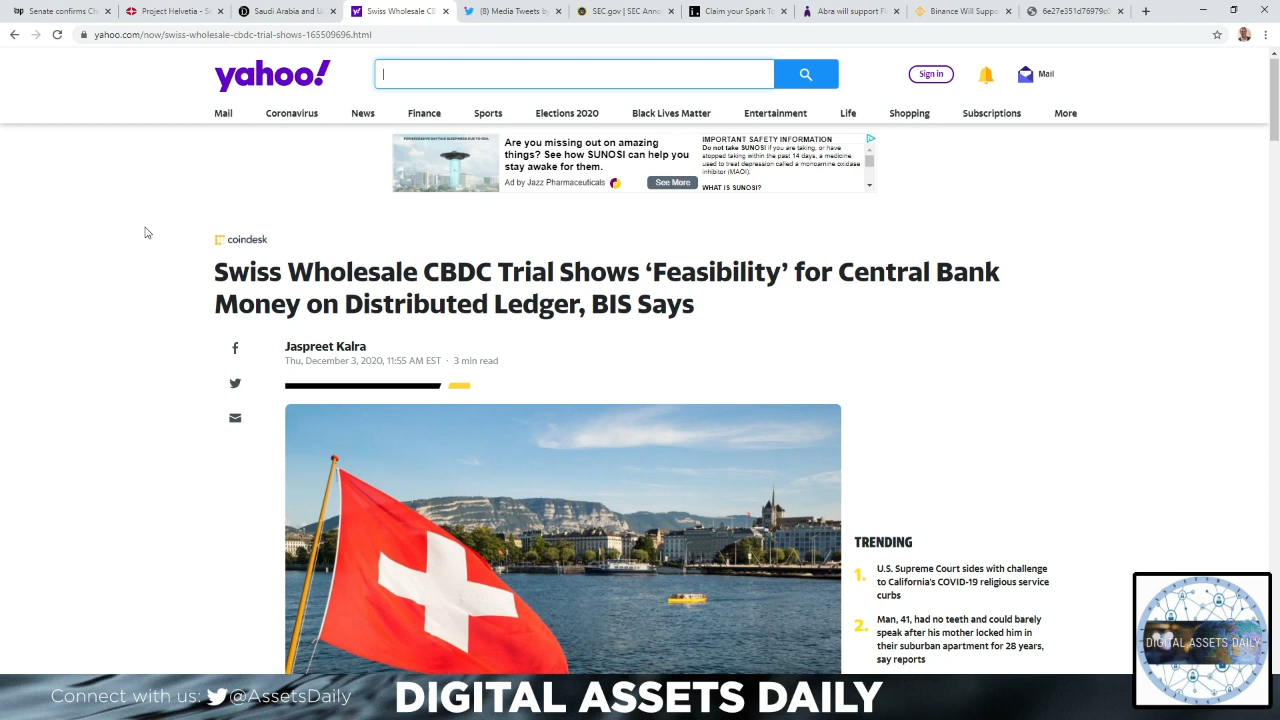 Senate confirms Ch
Project Helvetia - S
Saudi Arabia and U
Swiss Wholesale CB
(8) Media Tweets by
SEC.gov | SEC Anno
Claim your Spark To
Abra will support Fl
Binance Will Suppo
6e27e351d76979c0
yahoo.com/now/swiss-wholesale-cbdc-trial-shows-165509696.html
yahoo!
Sign in
Mail
Mail
Coronavirus
News
Finance
Sports
Elections 2020
Black Lives Matter
Entertainment
Life
Shopping
Subscriptions
More
Are you missing out on amazing
things? See how SUNOSI can help you
stay awake for them.
Ad by Jazz Pharmaceuticals
See More
IMPORTANT SAFETY INFORMATION
Do not take SUNOSI if you are taking, or have
stopped taking within the past 14 days, a medicine
used to treat depression called a monoamine oxidase
inhibitor (MAOI).
WHAT IS SUNOSI?
coindesk
Swiss Wholesale CBDC Trial Shows ‘Feasibility’ for Central Bank
Money on Distributed Ledger, BIS Says
Jaspreet Kalra
Thu, December 3, 2020, 11:55 AM EST · 3 min read
TRENDING
1. U.S. Supreme Court sides with challenge
to California's COVID-19 religious service
curbs
2. Man, 41, had no teeth and could barely
speak after his mother locked him in
their suburban apartment for 28 years,
say reports
DIGITAL ASSETS DAILY
Connect with us: @AssetsDaily
DIGITAL ASSETS DAILY